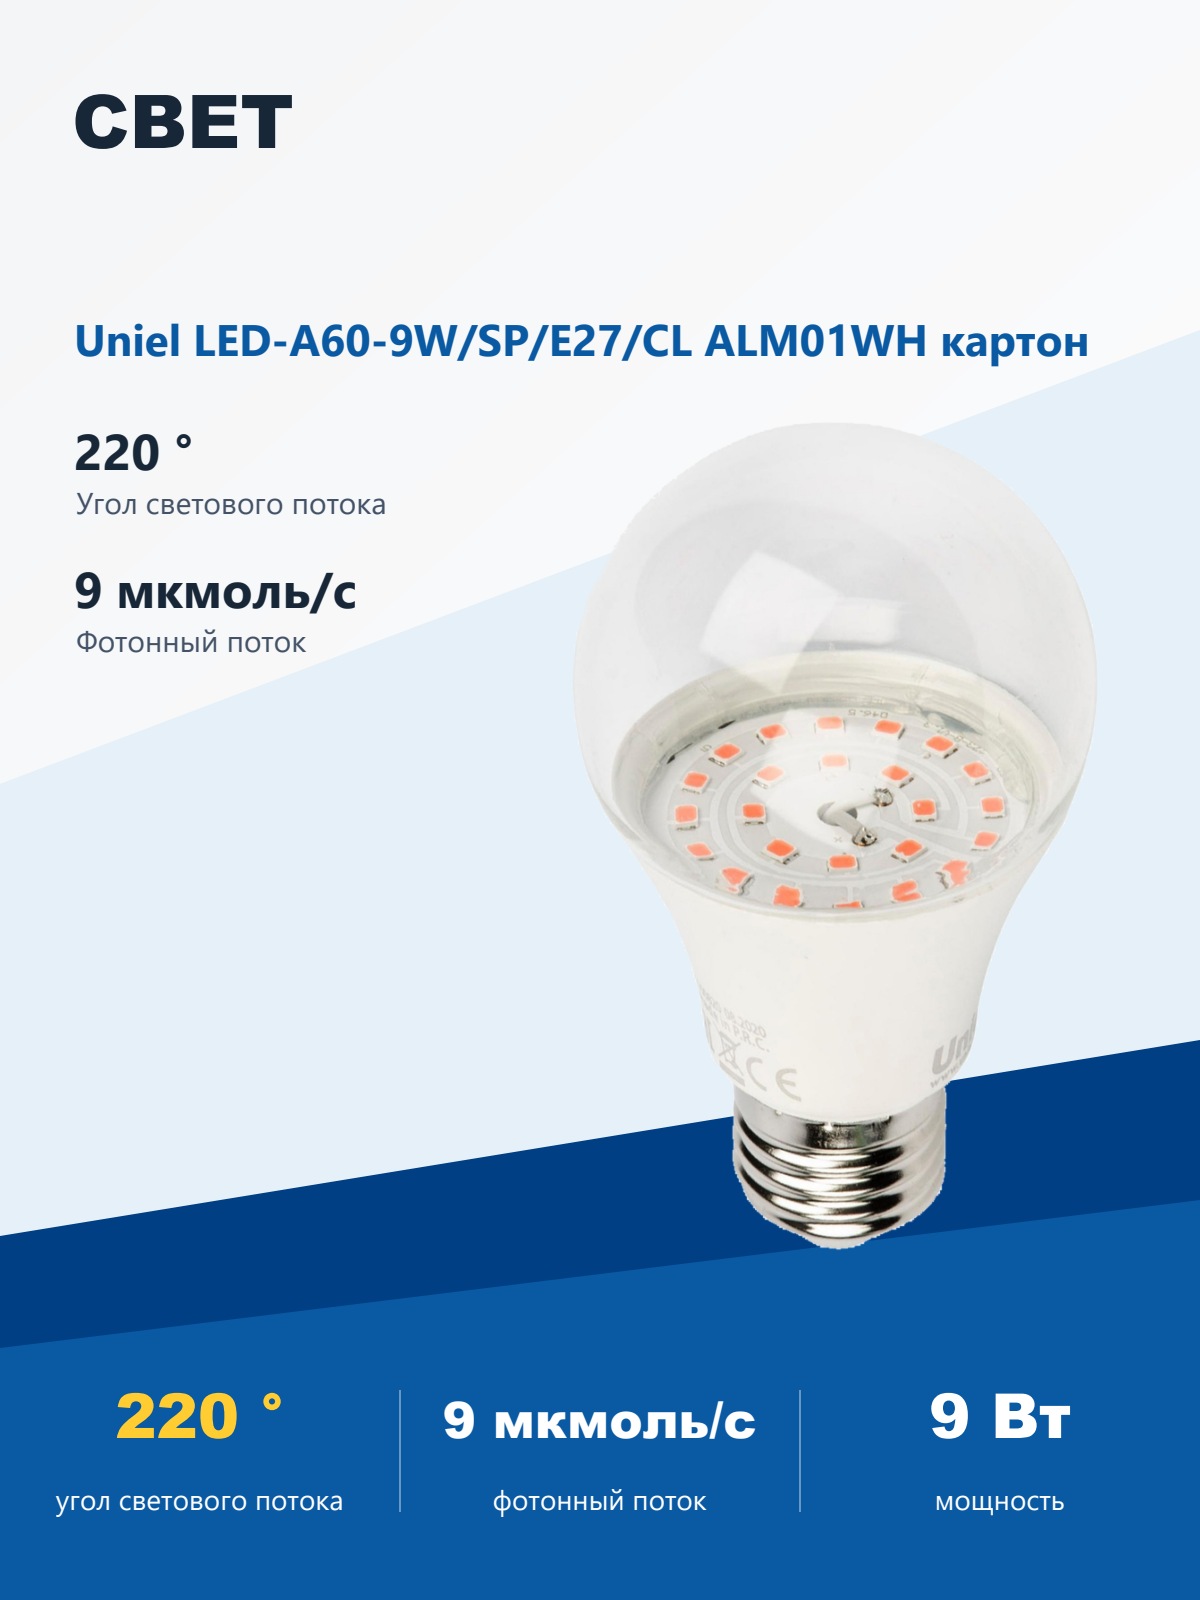 СВЕТ
Uniel LED-A60-9W/SP/E27/CL ALM01WH картон
220 °
Угол светового потока
9 мкмоль/с
Фотонный поток
CE
220 °
угол светового потока
9 мкмоль/с
фотонный поток
9 Вт
мощность